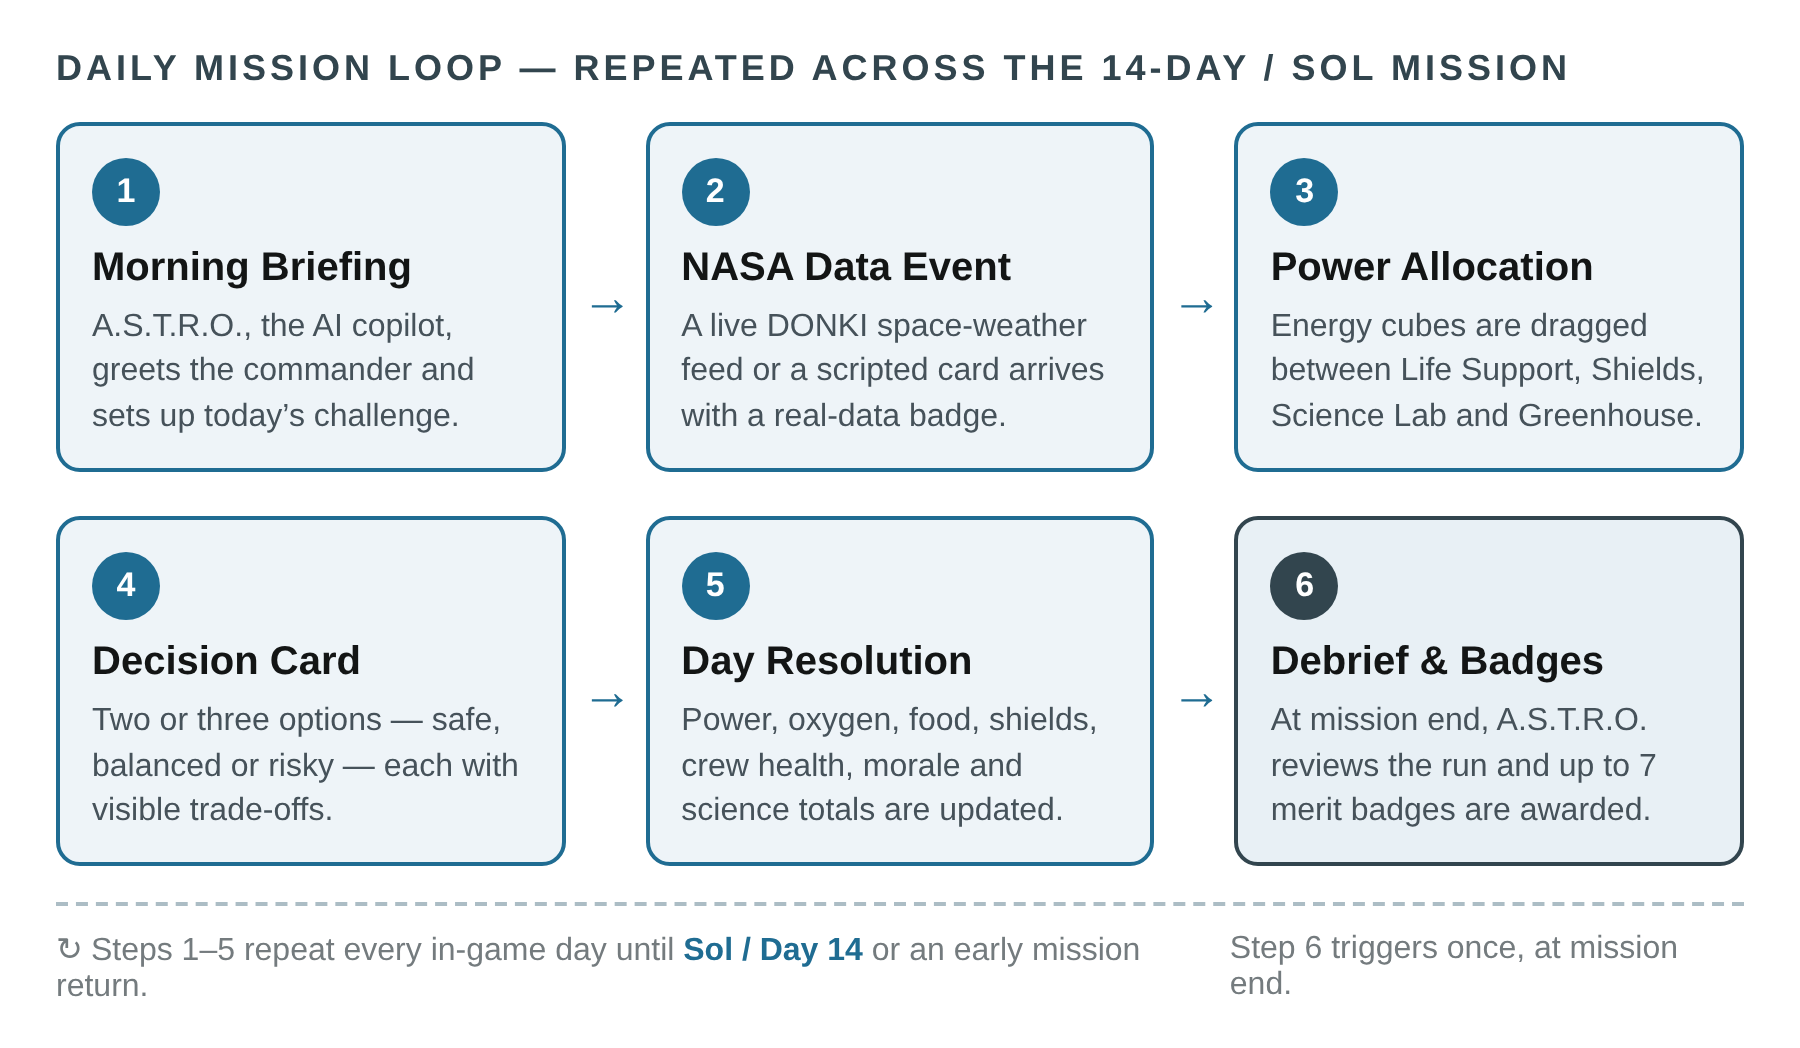 DAILY MISSION LOOP — REPEATED ACROSS THE 14-DAY / SOL MISSION
1
Morning Briefing
A.S.T.R.O., the AI copilot,
greets the commander and
sets up today’s challenge.
→
2
NASA Data Event
A live DONKI space-weather
feed or a scripted card arrives
with a real-data badge.
→
3
Power Allocation
Energy cubes are dragged
between Life Support, Shields,
Science Lab and Greenhouse.
4
Decision Card
Two or three options — safe,
balanced or risky — each with
visible trade-offs.
→
5
Day Resolution
Power, oxygen, food, shields,
crew health, morale and
science totals are updated.
→
6
Debrief & Badges
At mission end, A.S.T.R.O.
reviews the run and up to 7
merit badges are awarded.
↻ Steps 1–5 repeat every in-game day until Sol / Day 14 or an early mission
return.
Step 6 triggers once, at mission
end.